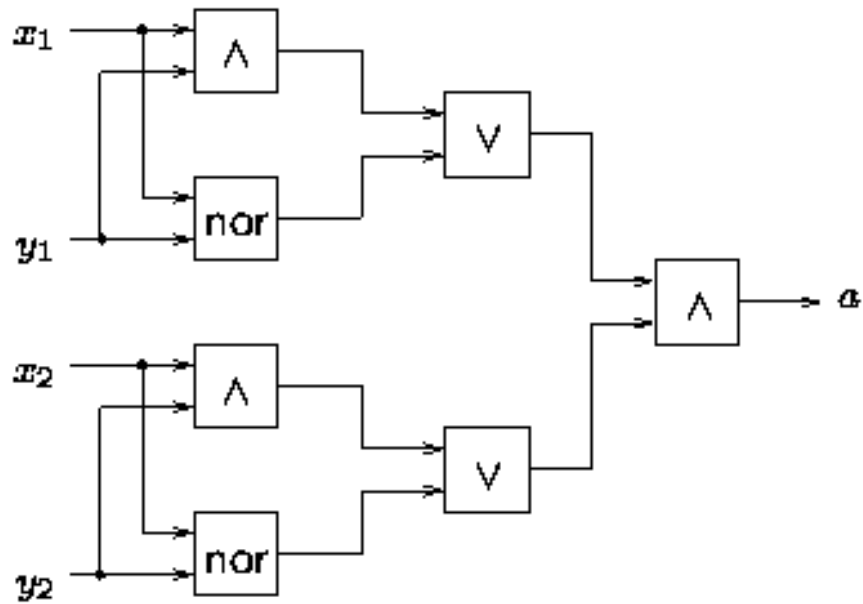 x₁
∧
∨
nor
y₁
∧
a
x₂
∧
∨
nor
y₂